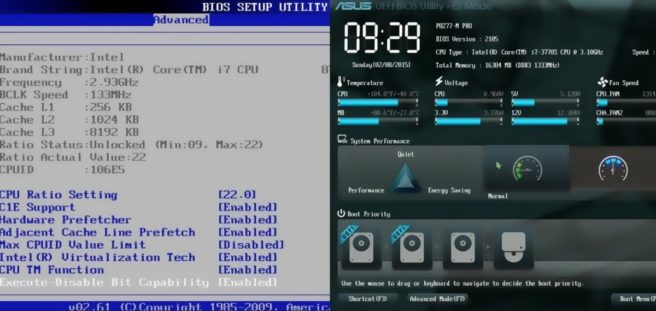 BIOS SETUP UTILITY
Advanced
Manufacturer:Intel
Brand String:Intel(R) Core(TM) i7 CPU
Frequency :2.93GHz
BCLK Speed :133MHz
Cache L1 :256 KB
Cache L2 :1024 KB
Cache L3 :8192 KB
Ratio Status:Unlocked (Min:09, Max:22)
Ratio Actual Value:22
CPUID :106E5
CPU Ratio Setting [22.0]
C1E Support [Enabled]
Hardware Prefetcher [Enabled]
Adjacent Cache Line Prefetch [Enabled]
Max CPUID Value Limit [Disabled]
Intel(R) Virtualization Tech [Enabled]
CPU TM Function [Enabled]
Execute-Disable Bit Capability [Enabled]
v02.61 (C)Copyright 1985-2009, Americ
ASUS UEFI BIOS Utility - EZ Mode
09:29
Sunday[02/08/2015]
P8Z77-M PRO
BIOS Version : 2105
CPU Type : Intel(R) Core(TM) i7-3770S CPU @ 3.10GHz Speed :
Total Memory : 16384 MB (DDR3 1333MHz)
Temperature
CPU +104.0°F/+40.0°C
MB +80.6°F/+27.0°C
Voltage
CPU 0.960V 5V 5.120V
3.3V 12V
Fan Speed
CPU_FAN
CHA_FAN2
System Performance
Quiet
Performance
Energy Saving
Normal
Boot Priority
Use the mouse to drag or keyboard to navigate to decide the boot priority.
Shortcut(F3)
Advanced Mode(F7)
Boot Menu(F